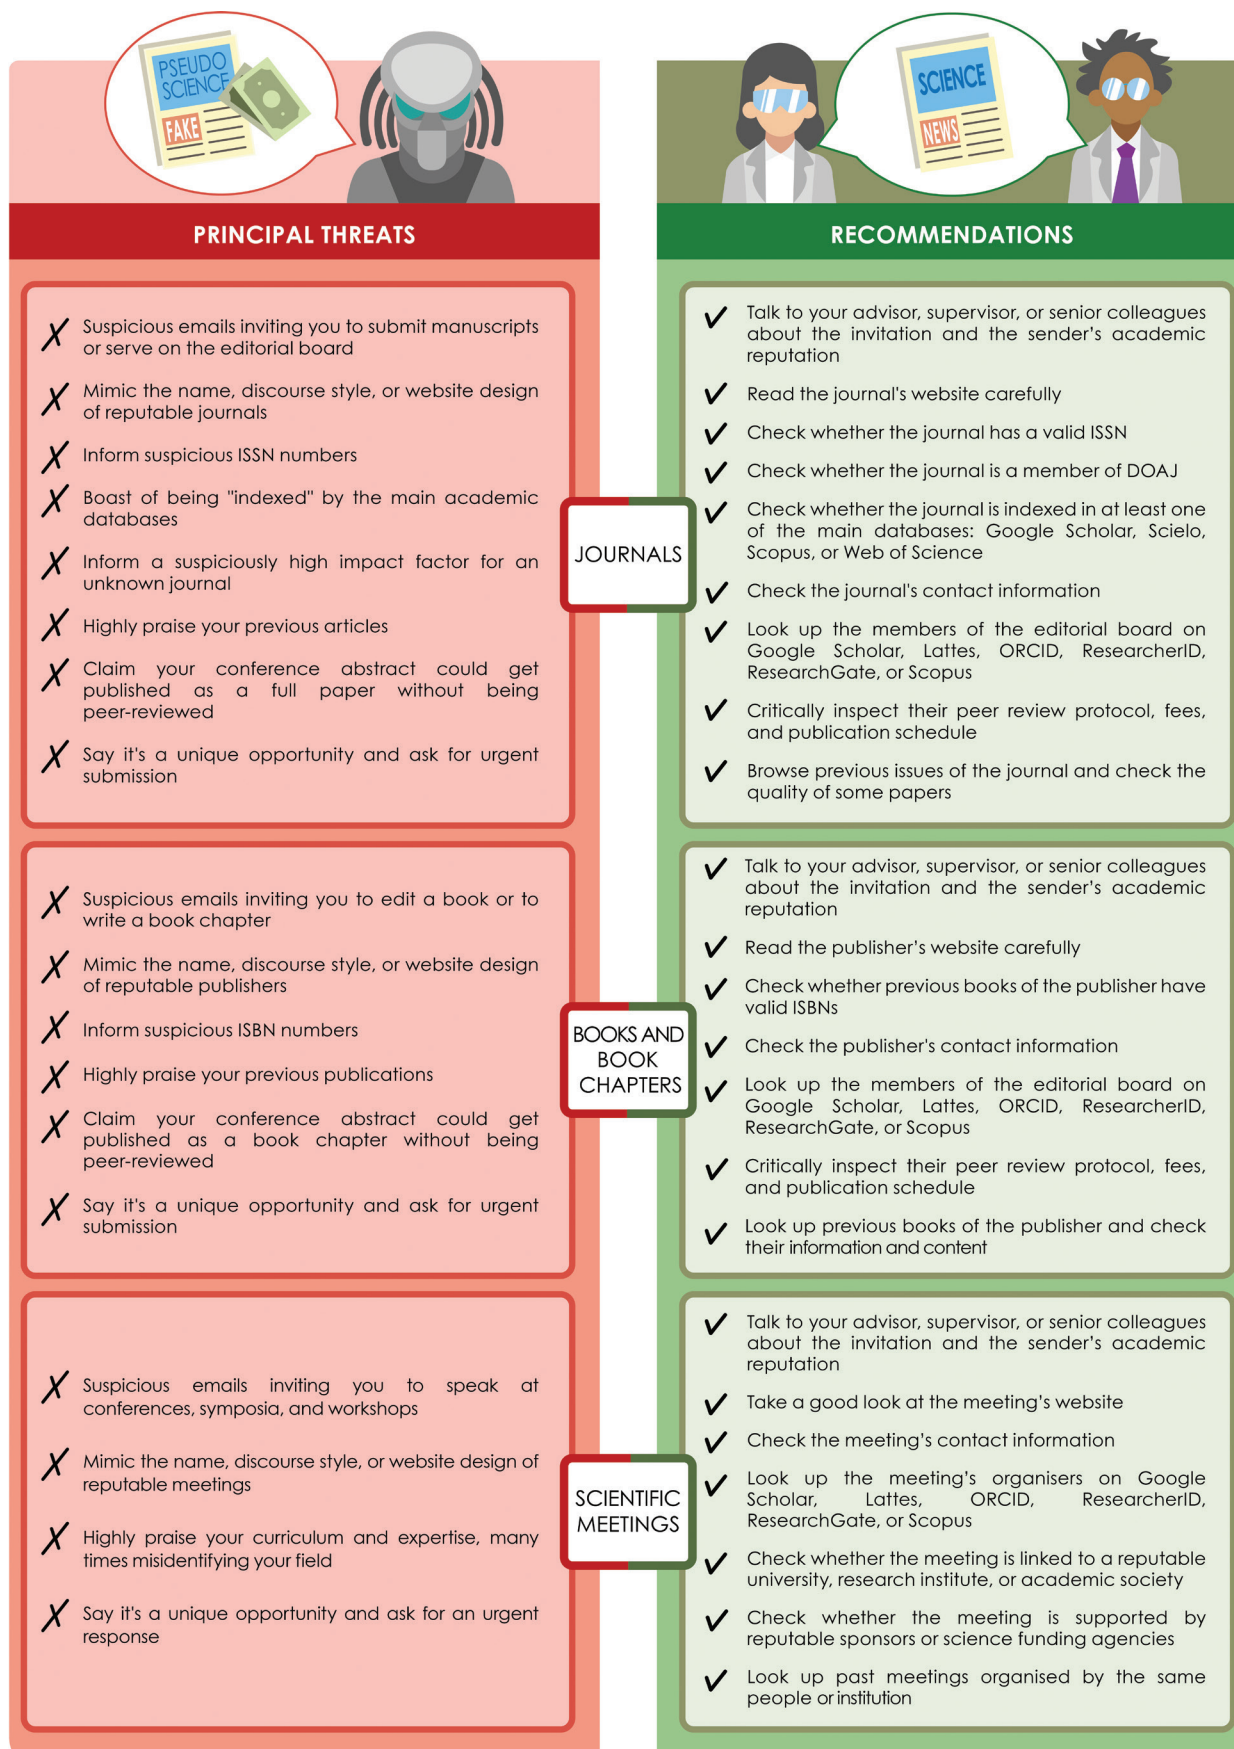 PSEUDO
SCIENCE
FAKE
SCIENCE
NEWS
PRINCIPAL THREATS
RECOMMENDATIONS
JOURNALS
Suspicious emails inviting you to submit manuscripts
or serve on the editorial board
Mimic the name, discourse style, or website design
of reputable journals
Inform suspicious ISSN numbers
Boast of being "indexed" by the main academic
databases
Inform a suspiciously high impact factor for an
unknown journal
Highly praise your previous articles
Claim your conference abstract could get
published as a full paper without being
peer-reviewed
Say it's a unique opportunity and ask for urgent
submission
Talk to your advisor, supervisor, or senior colleagues
about the invitation and the sender's academic
reputation
Read the journal's website carefully
Check whether the journal has a valid ISSN
Check whether the journal is a member of DOAJ
Check whether the journal is indexed in at least one
of the main databases: Google Scholar, Scielo,
Scopus, or Web of Science
Check the journal's contact information
Look up the members of the editorial board on
Google Scholar, Lattes, ORCID, ResearcherID,
ResearchGate, or Scopus
Critically inspect their peer review protocol, fees,
and publication schedule
Browse previous issues of the journal and check the
quality of some papers
BOOKS AND
BOOK
CHAPTERS
Suspicious emails inviting you to edit a book or to
write a book chapter
Mimic the name, discourse style, or website design
of reputable publishers
Inform suspicious ISBN numbers
Highly praise your previous publications
Claim your conference abstract could get
published as a book chapter without being
peer-reviewed
Say it's a unique opportunity and ask for urgent
submission
Talk to your advisor, supervisor, or senior colleagues
about the invitation and the sender's academic
reputation
Read the publisher's website carefully
Check whether previous books of the publisher have
valid ISBNs
Check the publisher's contact information
Look up the members of the editorial board on
Google Scholar, Lattes, ORCID, ResearcherID,
ResearchGate, or Scopus
Critically inspect their peer review protocol, fees,
and publication schedule
Look up previous books of the publisher and check
their information and content
SCIENTIFIC
MEETINGS
Suspicious emails inviting you to speak at
conferences, symposia, and workshops
Mimic the name, discourse style, or website design of
reputable meetings
Highly praise your curriculum and expertise, many
times misidentifying your field
Say it's a unique opportunity and ask for an urgent
response
Talk to your advisor, supervisor, or senior colleagues
about the invitation and the sender's academic
reputation
Take a good look at the meeting's website
Check the meeting's contact information
Look up the meeting's organisers on Google
Scholar, Lattes, ORCID, ResearcherID,
ResearchGate, or Scopus
Check whether the meeting is linked to a reputable
university, research institute, or academic society
Check whether the meeting is supported by
reputable sponsors or science funding agencies
Look up past meetings organised by the same
people or institution